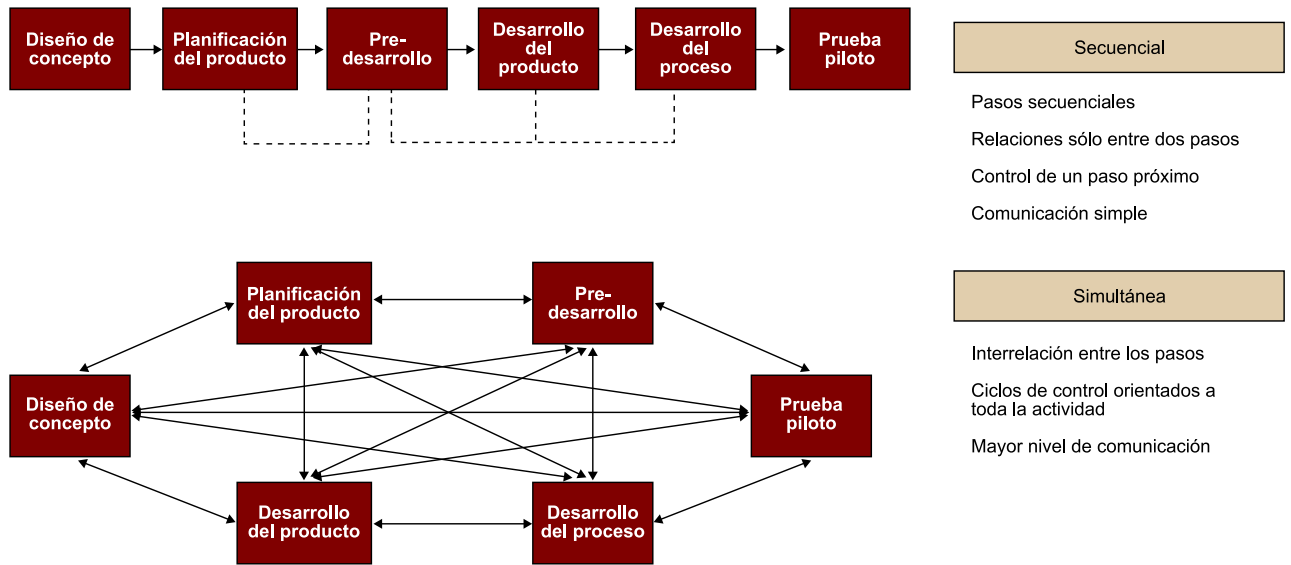 Diseño de
concepto
Planificación
del producto
Pre-
desarrollo
Desarrollo
del
producto
Desarrollo
del
proceso
Prueba
piloto
Secuencial
Pasos secuenciales
Relaciones sólo entre dos pasos
Control de un paso próximo
Comunicación simple
Planificación
del producto
Pre-
desarrollo
Diseño de
concepto
Prueba
piloto
Desarrollo
del producto
Desarrollo
del proceso
Simultánea
Interrelación entre los pasos
Ciclos de control orientados a
toda la actividad
Mayor nivel de comunicación